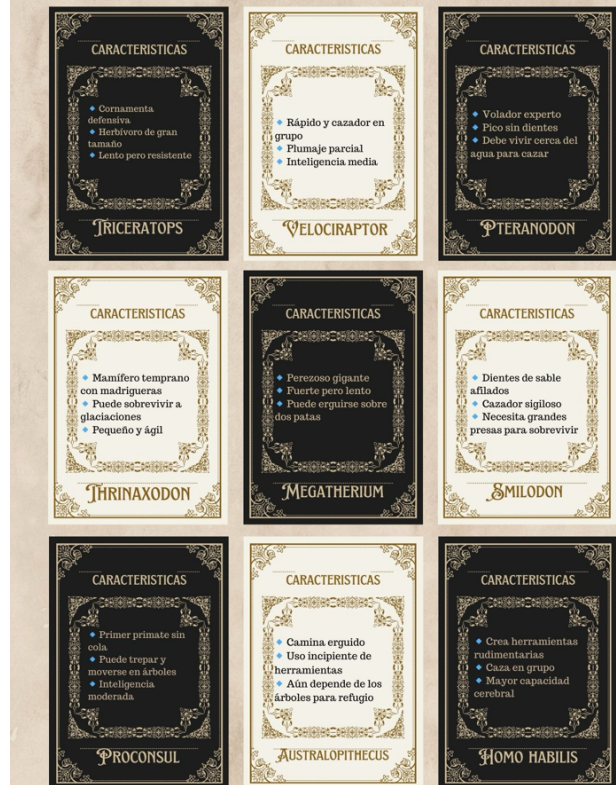 CARACTERISTICAS
🔹 Cornamenta
defensiva
🔹 Herbívoro de gran
tamaño
🔹 Lento pero resistente
TRICERATOPS
CARACTERISTICAS
🔹 Rápido y cazador en
grupo
🔹 Plumaje parcial
🔹 Inteligencia media
VELOCIRAPTOR
CARACTERISTICAS
🔹 Volador experto
🔹 Pico sin dientes
🔹 Debe vivir cerca del
agua para cazar
PTERANODON
CARACTERISTICAS
🔹 Mamífero temprano
con madrigueras
🔹 Puede sobrevivir a
glaciaciones
🔹 Pequeño y ágil
THRINAXODON
CARACTERISTICAS
🔹 Perezoso gigante
🔹 Fuerte pero lento
🔹 Puede erguirse sobre
dos patas
MEGATHERIUM
CARACTERISTICAS
🔹 Dientes de sable
afilados
🔹 Cazador sigiloso
🔹 Necesita grandes
presas para sobrevivir
SMILODON
CARACTERISTICAS
🔹 Primer primate sin
cola
🔹 Puede trepar y
moverse en árboles
🔹 Inteligencia
moderada
PROCONSUL
CARACTERISTICAS
🔹 Camina erguido
🔹 Uso incipiente de
herramientas
🔹 Aún depende de los
árboles para refugio
AUSTRALOPITHECUS
CARACTERISTICAS
🔹 Crea herramientas
rudimentarias
🔹 Caza en grupo
🔹 Mayor capacidad
cerebral
HOMO HABILIS